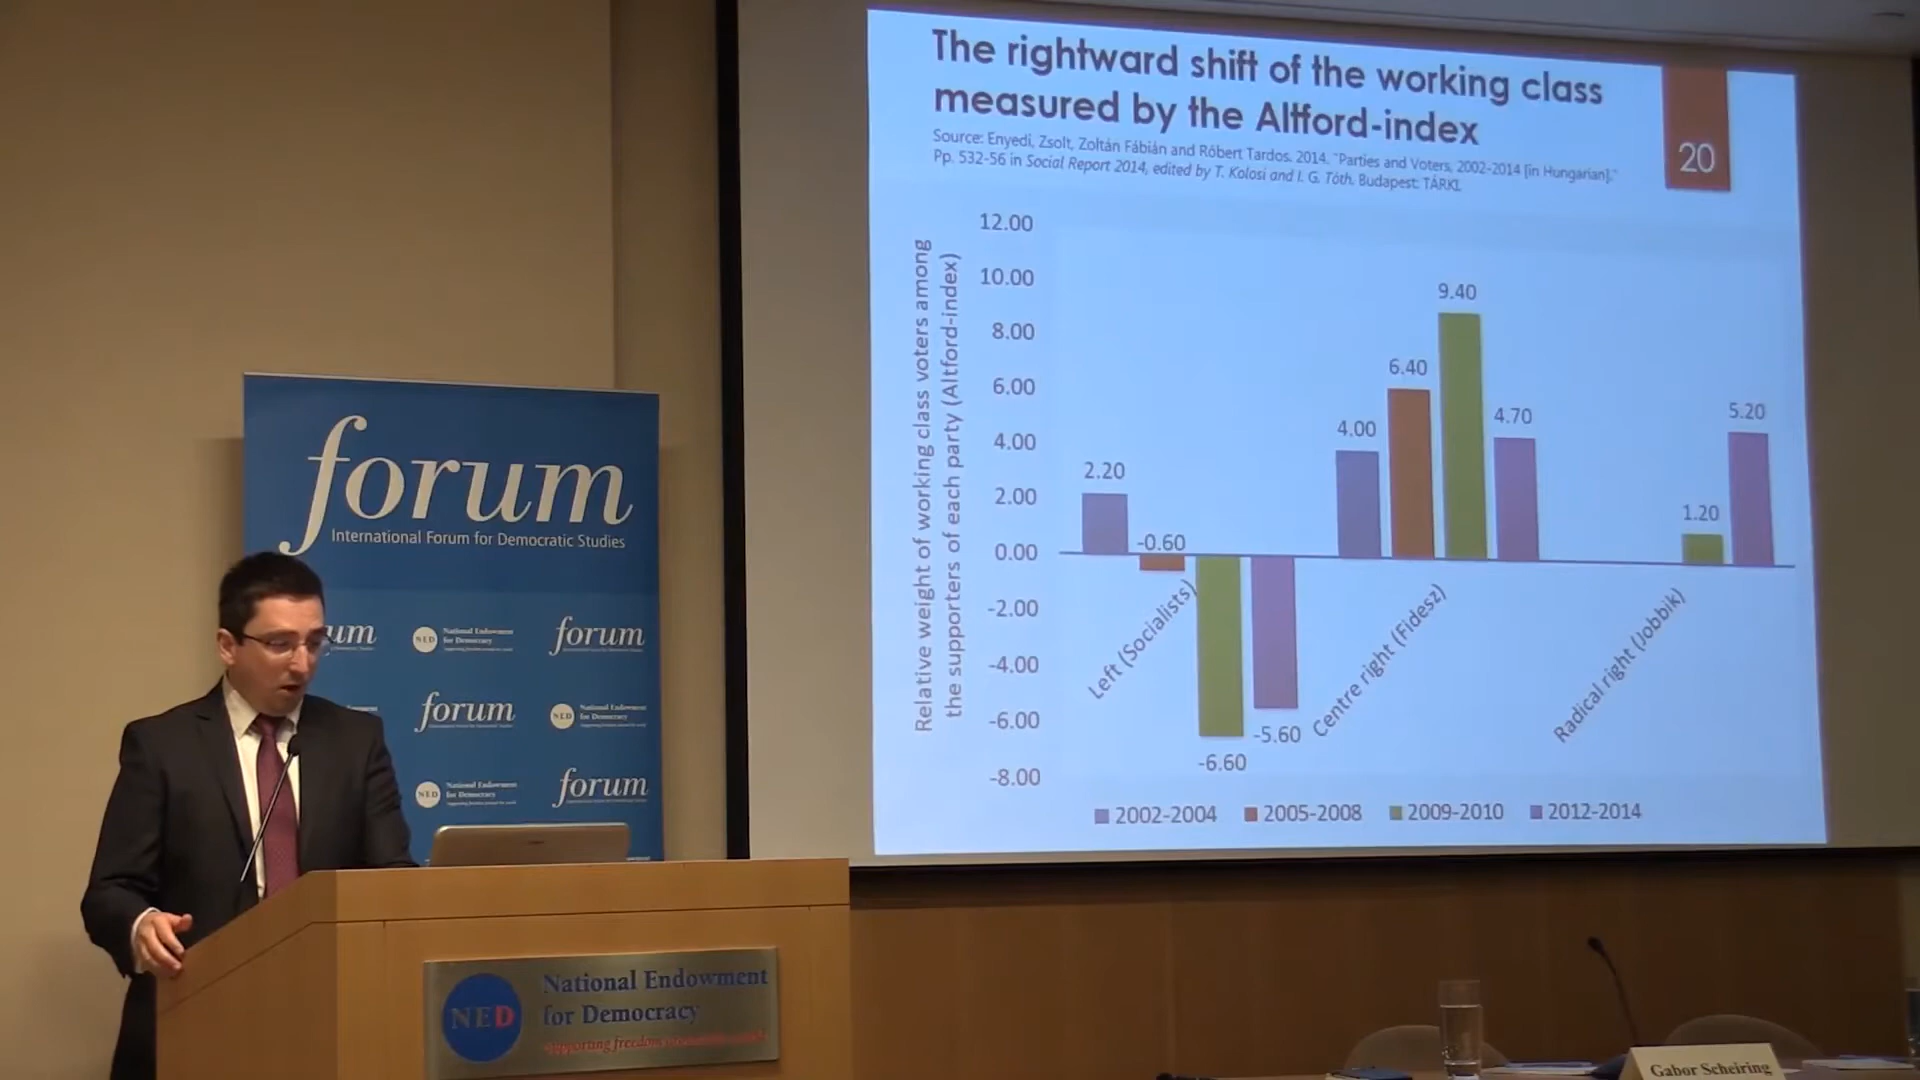 The rightward shift of the working class
measured by the Altford-index
Source: Enyedi, Zsolt, Zoltán Fábián and Róbert Tardos. 2014. "Parties and Voters, 2002-2014 [in Hungarian]."
Pp. 532-56 in Social Report 2014, edited by T. Kolosi and I. G. Tóth. Budapest: TÁRKI.
20
Relative weight of working class voters among
the supporters of each party (Altford-index)
12.00
10.00
8.00
6.00
4.00
2.00
0.00
-2.00
-4.00
-6.00
-8.00
2.20
-0.60
-6.60
-5.60
4.00
6.40
9.40
4.70
1.20
5.20
Left (Socialists)
Centre right (Fidesz)
Radical right (Jobbik)
2002-2004 2005-2008 2009-2010 2012-2014
forum
International Forum for Democratic Studies
um
NED National Endowment
for Democracy
forum
forum
NED National Endowment
for Democracy
NED National Endowment
for Democracy
forum
NED
National Endowment
for Democracy
supporting freedom
Gabor Scheiring